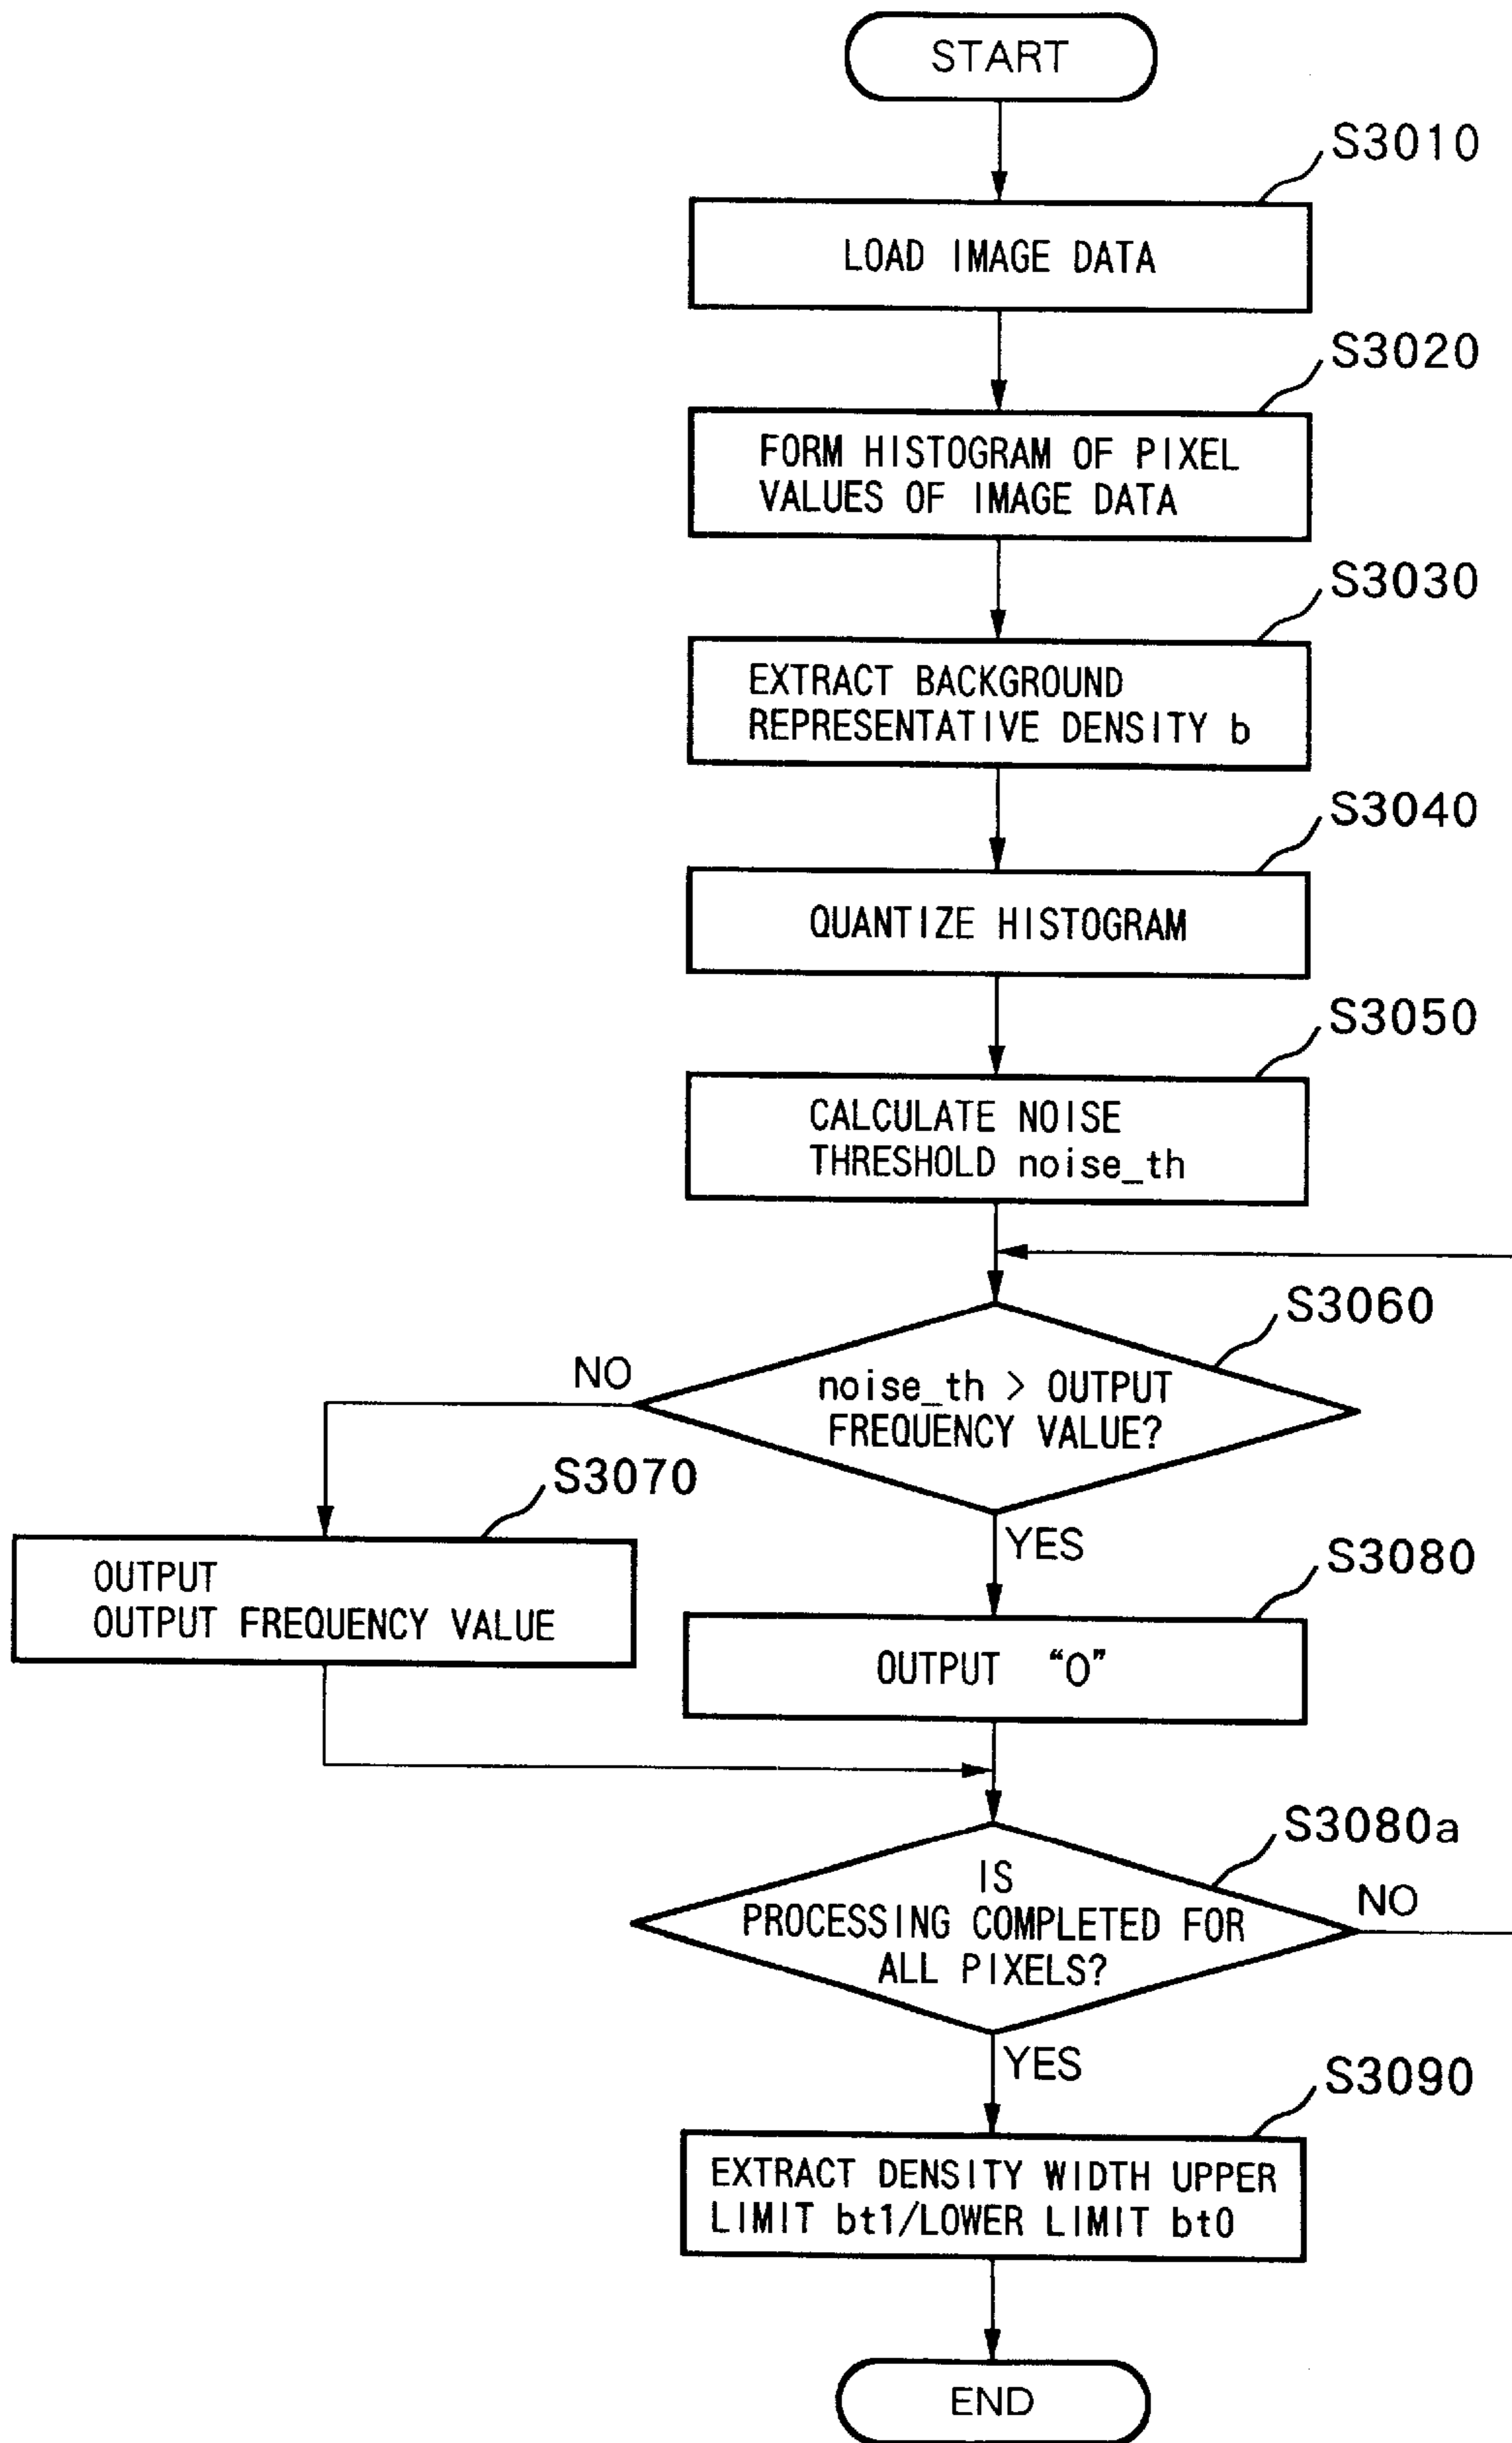 START
S3010
LOAD IMAGE DATA
S3020
FORM HISTOGRAM OF PIXEL
VALUES OF IMAGE DATA
S3030
EXTRACT BACKGROUND
REPRESENTATIVE DENSITY b
S3040
QUANTIZE HISTOGRAM
S3050
CALCULATE NOISE
THRESHOLD noise_th
S3060
NO
noise_th > OUTPUT
FREQUENCY VALUE?
S3070
YES
OUTPUT
OUTPUT FREQUENCY VALUE
S3080
OUTPUT “0”
S3080a
IS
PROCESSING COMPLETED FOR
ALL PIXELS?
NO
YES
S3090
EXTRACT DENSITY WIDTH UPPER
LIMIT bt1/LOWER LIMIT bt0
END